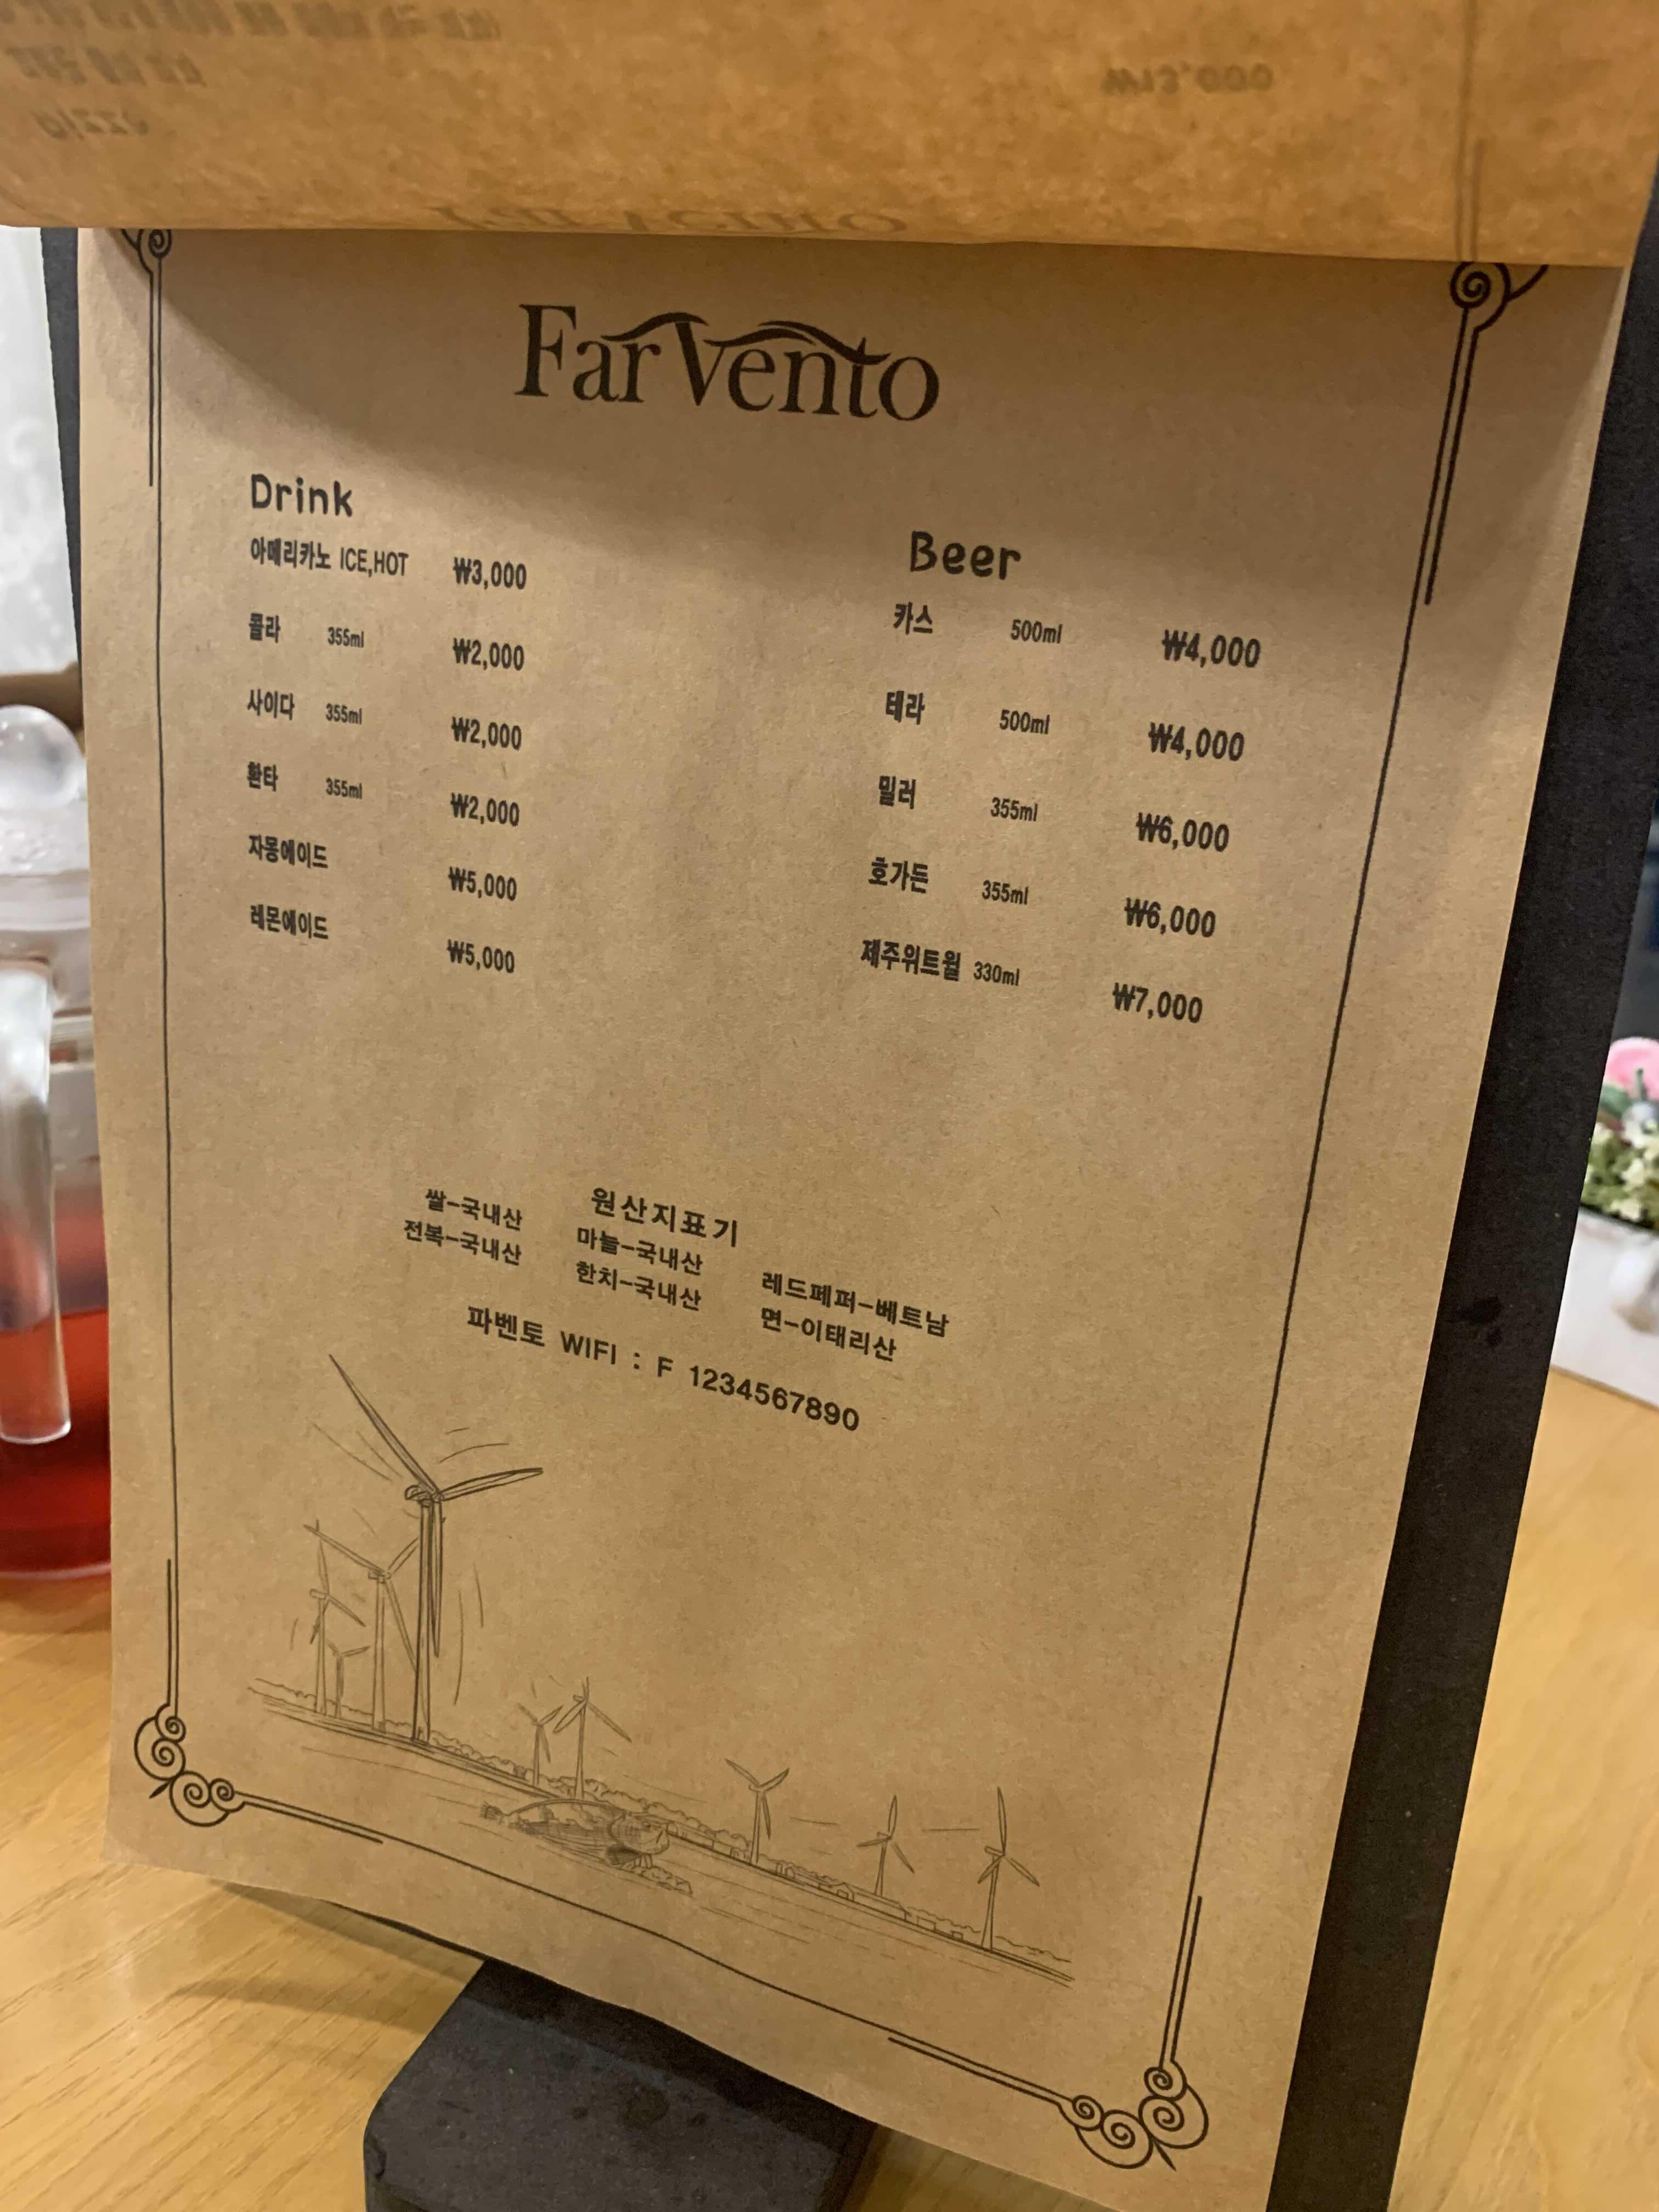 FarVento
Drink
아메리카노 ICE,HOT ₩3,000
콜라 355ml ₩2,000
사이다 355ml ₩2,000
환타 355ml ₩2,000
자몽에이드 ₩5,000
레몬에이드 ₩5,000
Beer
카스 500ml ₩4,000
테라 500ml ₩4,000
밀러 355ml ₩6,000
호가든 355ml ₩6,000
제주위트윌 330ml ₩7,000
원산지표기
쌀-국내산 마늘-국내산 레드페퍼-베트남
전복-국내산 한치-국내산 면-이태리산
파벤토 WIFI : F 1234567890